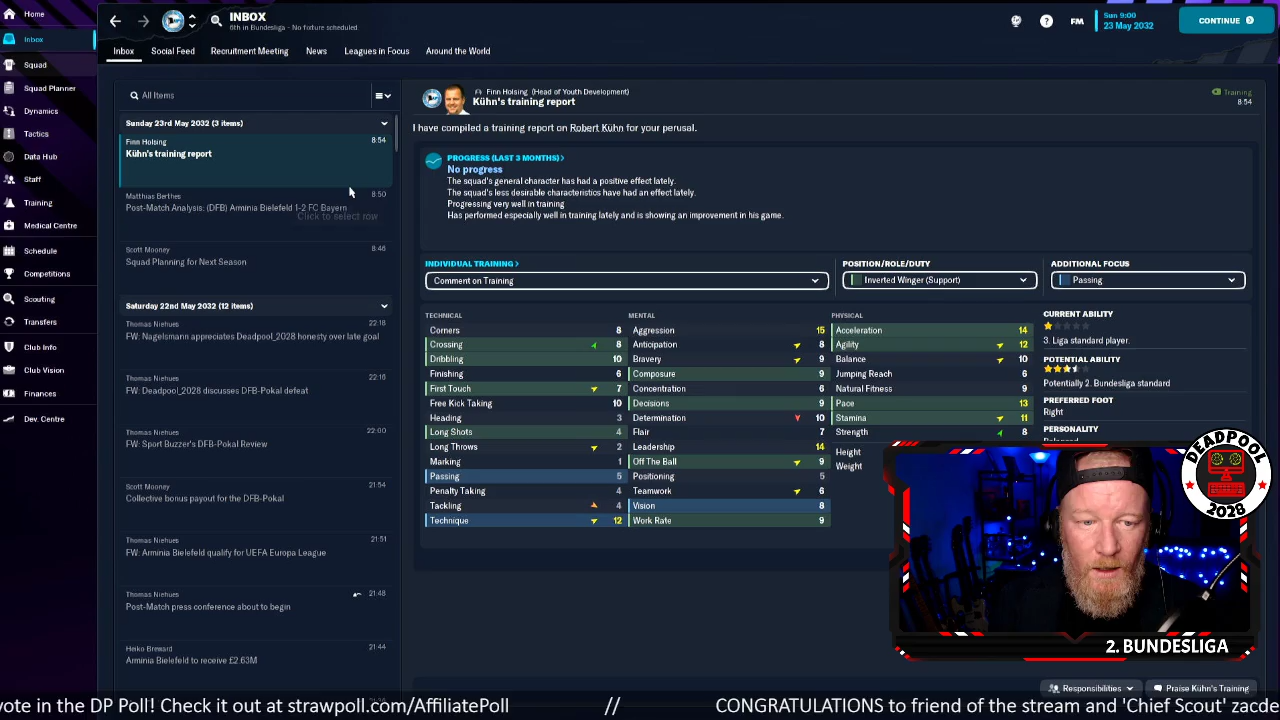 Home
Inbox
Squad
Squad Planner
Dynamics
Tactics
Data Hub
Staff
Training
Medical Centre
Schedule
Competitions
Scouting
Transfers
Club Info
Club Vision
Finances
Dev. Centre
INBOX
6th in Bundesliga - No fixture scheduled
FM
Sun 9:00
23 May 2032
CONTINUE
Inbox
Social Feed
Recruitment Meeting
News
Leagues in Focus
Around the World
All Items
Sunday 23rd May 2032 (3 items)
Finn Holsing
8:54
Kühn's training report
Matthias Berthes
8:50
Post-Match Analysis: (DFB) Arminia Bielefeld 1-2 FC Bayern
Click to select row
Scott Mooney
8:46
Squad Planning for Next Season
Saturday 22nd May 2032 (12 items)
Thomas Niehues
22:18
FW: Nagelsmann appreciates Deadpool_2028 honesty over late goal
Thomas Niehues
22:16
FW: Deadpool_2028 discusses DFB-Pokal defeat
Thomas Niehues
22:00
FW: Sport Buzzer's DFB-Pokal Review
Scott Mooney
21:54
Collective bonus payout for the DFB-Pokal
Thomas Niehues
21:51
FW: Arminia Bielefeld qualify for UEFA Europa League
Thomas Niehues
21:48
Post-Match press conference about to begin
Heiko Breward
21:44
Arminia Bielefeld to receive £2.63M
Finn Holsing (Head of Youth Development)
Kühn's training report
Training
8:54
I have compiled a training report on Robert Kühn for your perusal.
PROGRESS (LAST 3 MONTHS)
No progress
The squad's general character has had a positive effect lately.
The squad's less desirable characteristics have had an effect lately.
Progressing very well in training
Has performed especially well in training lately and is showing an improvement in his game.
INDIVIDUAL TRAINING
Comment on Training
POSITION/ROLE/DUTY
Inverted Winger (Support)
ADDITIONAL FOCUS
Passing
TECHNICAL
Corners 8
Crossing 8
Dribbling 10
Finishing 6
First Touch 7
Free Kick Taking 10
Heading 3
Long Shots 4
Long Throws 2
Marking 1
Passing 5
Penalty Taking 4
Tackling 4
Technique 12
MENTAL
Aggression 15
Anticipation 8
Bravery 9
Composure 9
Concentration 6
Decisions 9
Determination 10
Flair 7
Leadership 14
Off The Ball 9
Positioning 5
Teamwork 6
Vision 8
Work Rate 9
PHYSICAL
Acceleration 14
Agility 12
Balance 10
Jumping Reach 6
Natural Fitness 9
Pace 13
Stamina 11
Strength 8
Height
Weight
CURRENT ABILITY
3. Liga standard player.
POTENTIAL ABILITY
Potentially 2. Bundesliga standard
PREFERRED FOOT
Right
PERSONALITY
DEADPOOL
2028
2. BUNDESLIGA
Responsibilities
Praise Kühn's Training
vote in the DP Poll! Check it out at strawpoll.com/AffiliatePoll // CONGRATULATIONS to friend of the stream and 'Chief Scout' zacde